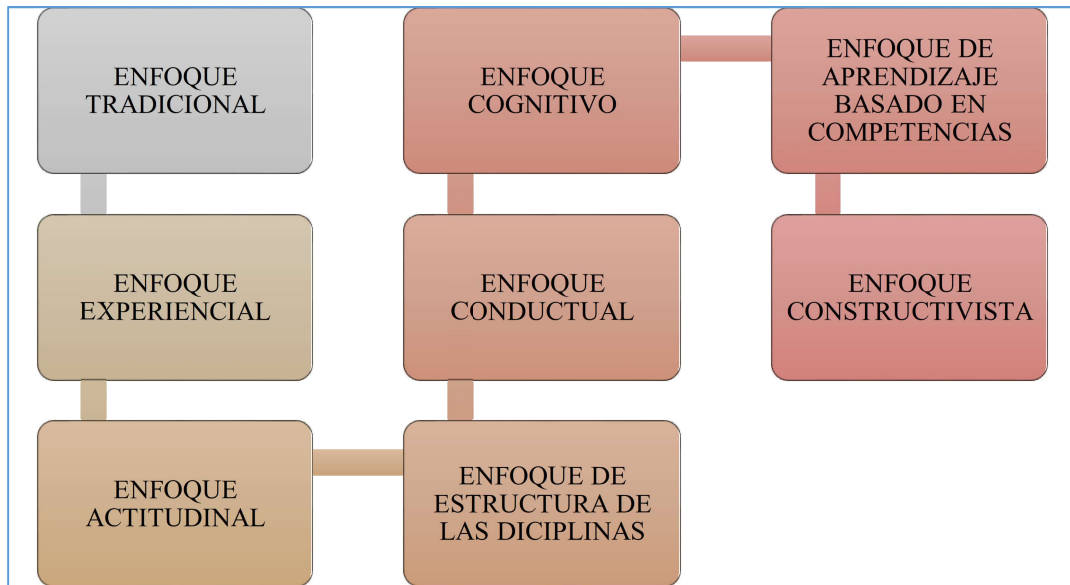 ENFOQUE
TRADICIONAL
ENFOQUE
EXPERIENCIAL
ENFOQUE
ACTITUDINAL
ENFOQUE DE
ESTRUCTURA DE
LAS DICIPLINAS
ENFOQUE
CONDUCTUAL
ENFOQUE
COGNITIVO
ENFOQUE DE
APRENDIZAJE
BASADO EN
COMPETENCIAS
ENFOQUE
CONSTRUCTIVISTA